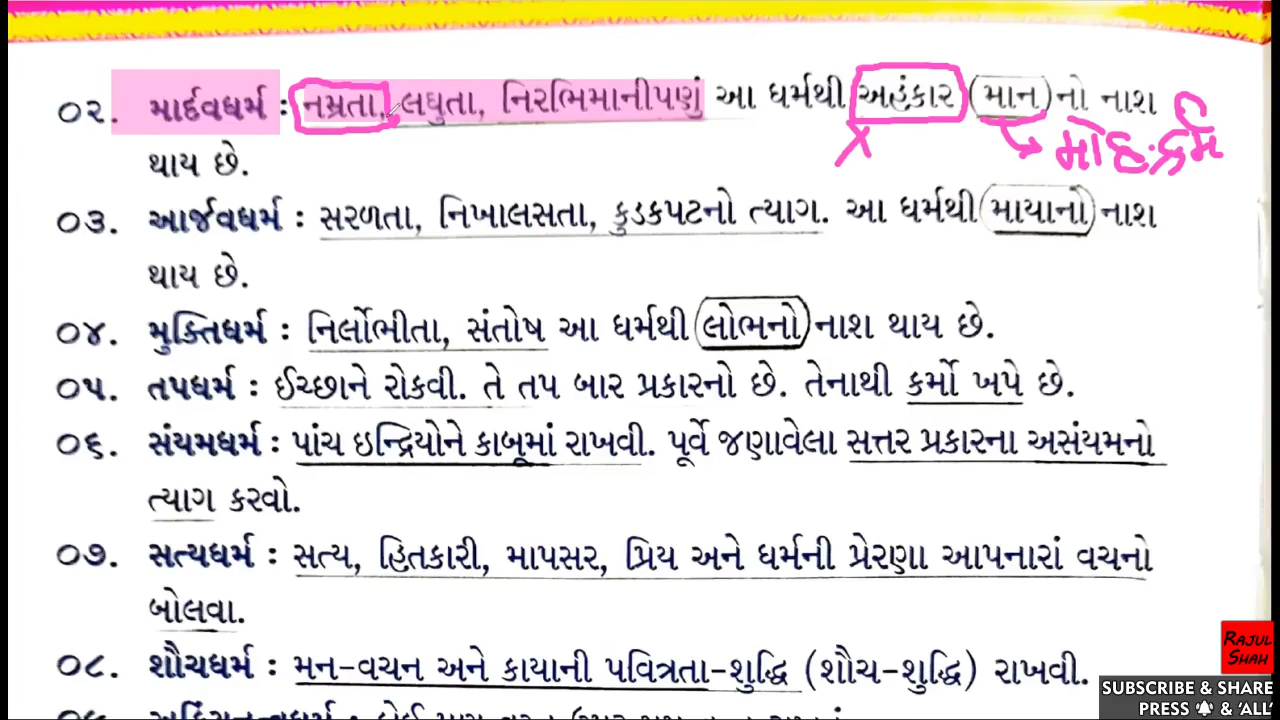 ૦૨. માર્દવધર્મ : નમ્રતા, લઘુતા, નિરભિમાનીપણું આ ધર્મથી અહંકાર (માન) નો નાશ
થાય છે.
મોહ.કર્મ
૦૩. આર્જવધર્મ : સરળતા, નિખાલસતા, કુડકપટનો ત્યાગ. આ ધર્મથી (માયાનો) નાશ
થાય છે.
૦૪. મુક્તિધર્મ : નિર્લોભીતા, સંતોષ આ ધર્મથી (લોભનો) નાશ થાય છે.
૦૫. તપધર્મ : ઈચ્છાને રોકવી. તે તપ બાર પ્રકારનો છે. તેનાથી કર્મો ખપે છે.
૦૬. સંયમધર્મ : પાંચ ઇન્દ્રિયોને કાબૂમાં રાખવી. પૂર્વે જણાવેલા સત્તર પ્રકારના અસંયમનો
ત્યાગ કરવો.
૦૭. સત્યધર્મ : સત્ય, હિતકારી, માપસર, પ્રિય અને ધર્મની પ્રેરણા આપનારાં વચનો
બોલવા.
૦૮. શૌચધર્મ : મન-વચન અને કાયાની પવિત્રતા-શુદ્ધિ (શૌચ-શુદ્ધિ) રાખવી.
RAJUL
SHAH
SUBSCRIBE & SHARE
PRESS & 'ALL'